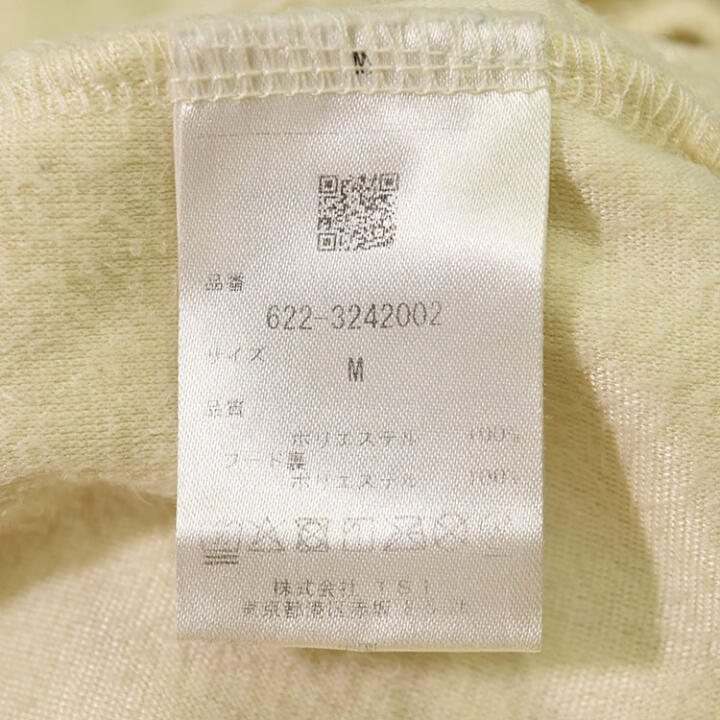 M
品番
622-3242002
サイズ
M
品質
ポリエステル 100%
フード裏
ポリエステル 100%
株式会社 TSI
東京都港区赤坂